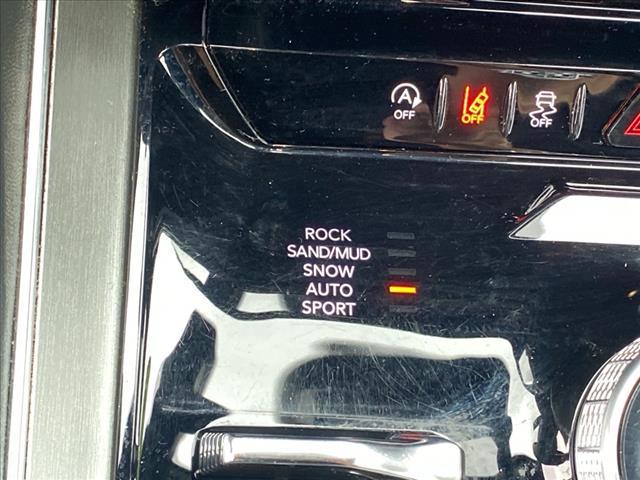 A
OFF OFF OFF
ROCK
SAND/MUD
SNOW
AUTO
SPORT